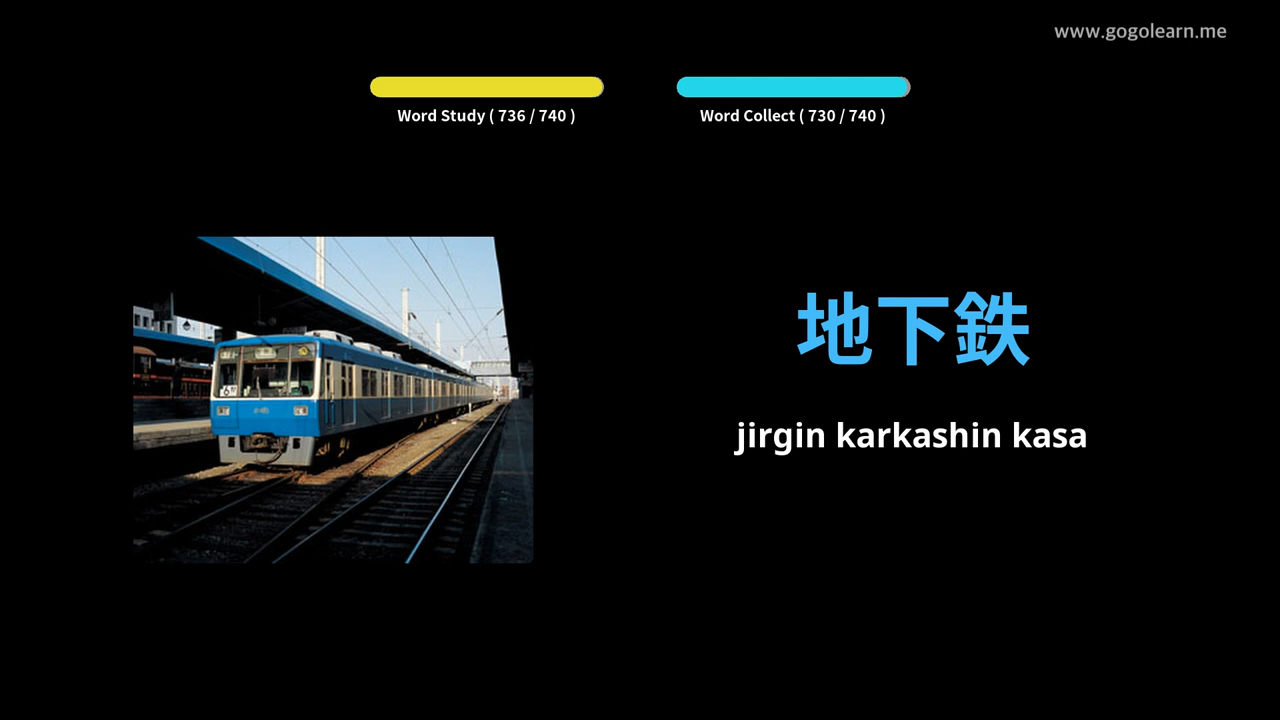 www.gogolearn.me
Word Study ( 736 / 740 )
Word Collect ( 730 / 740 )
地下鉄
jirgin karkashin kasa